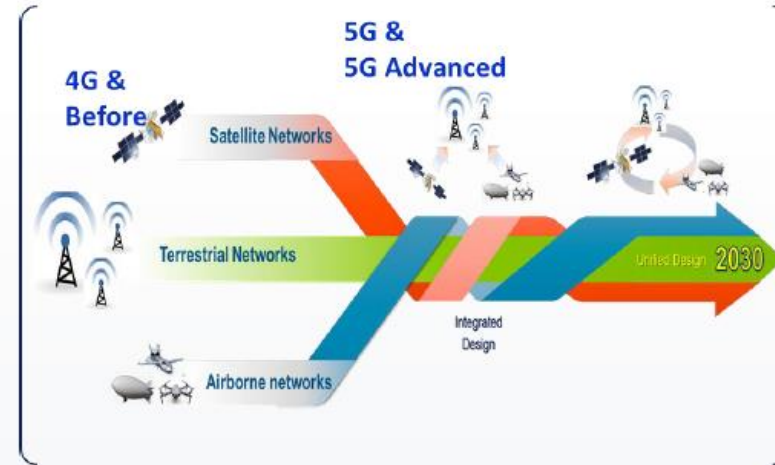 5G &
5G Advanced
4G &
Before
Satellite Networks
Terrestrial Networks
Unified Design 2030
Integrated
Design
Airborne networks